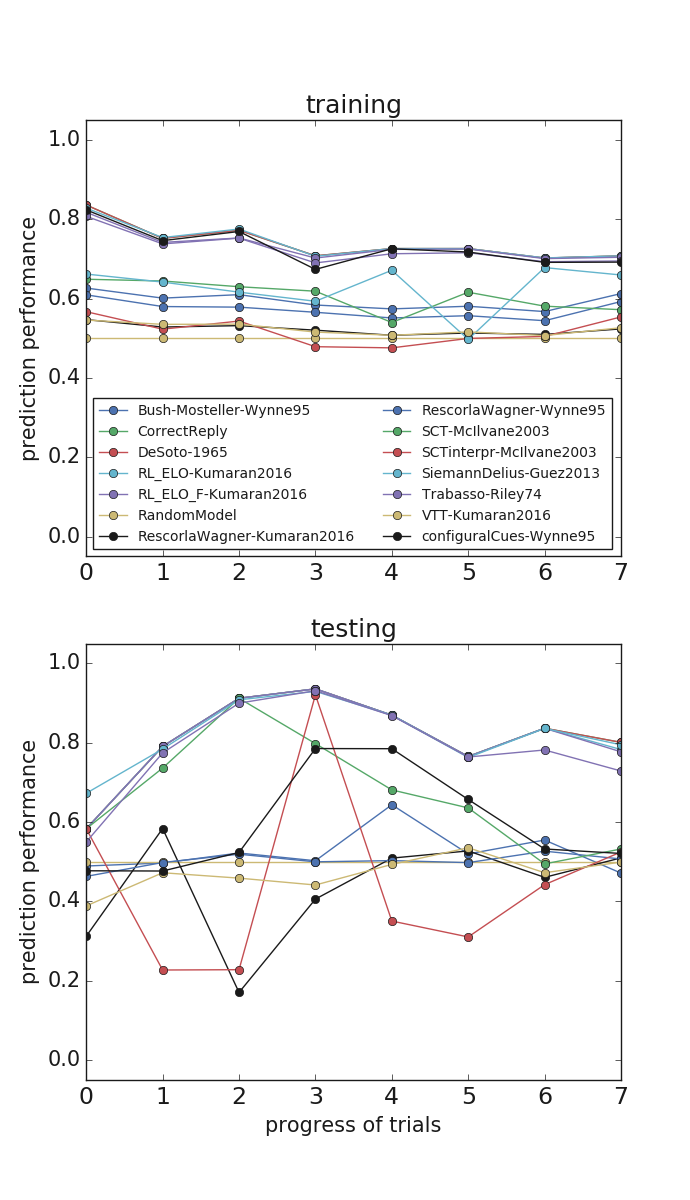 training
1.0
0.8
0.6
0.4
0.2
0.0
prediction performance
Bush-Mosteller-Wynne95
CorrectReply
DeSoto-1965
RL_ELO-Kumaran2016
RL_ELO_F-Kumaran2016
RandomModel
RescorlaWagner-Kumaran2016
RescorlaWagner-Wynne95
SCT-McIlvane2003
SCTinterpr-McIlvane2003
SiemannDelius-Guez2013
Trabasso-Riley74
VTT-Kumaran2016
configuralCues-Wynne95
0 1 2 3 4 5 6 7
testing
1.0
0.8
0.6
0.4
0.2
0.0
prediction performance
0 1 2 3 4 5 6 7
progress of trials